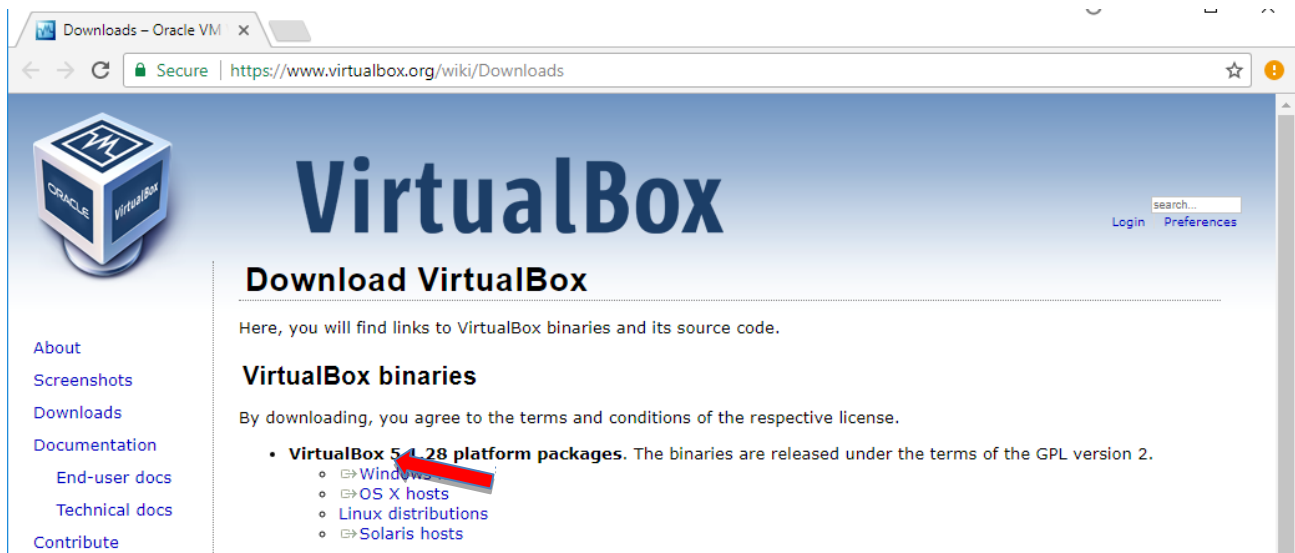 Downloads – Oracle VM
Secure
https://www.virtualbox.org/wiki/Downloads
ORACLE
VirtualBox
VirtualBox
search...
Login Preferences
Download VirtualBox
Here, you will find links to VirtualBox binaries and its source code.
About
Screenshots
Downloads
Documentation
End-user docs
Technical docs
Contribute
VirtualBox binaries
By downloading, you agree to the terms and conditions of the respective license.
VirtualBox 5.1.28 platform packages. The binaries are released under the terms of the GPL version 2.
Windows
OS X hosts
Linux distributions
Solaris hosts